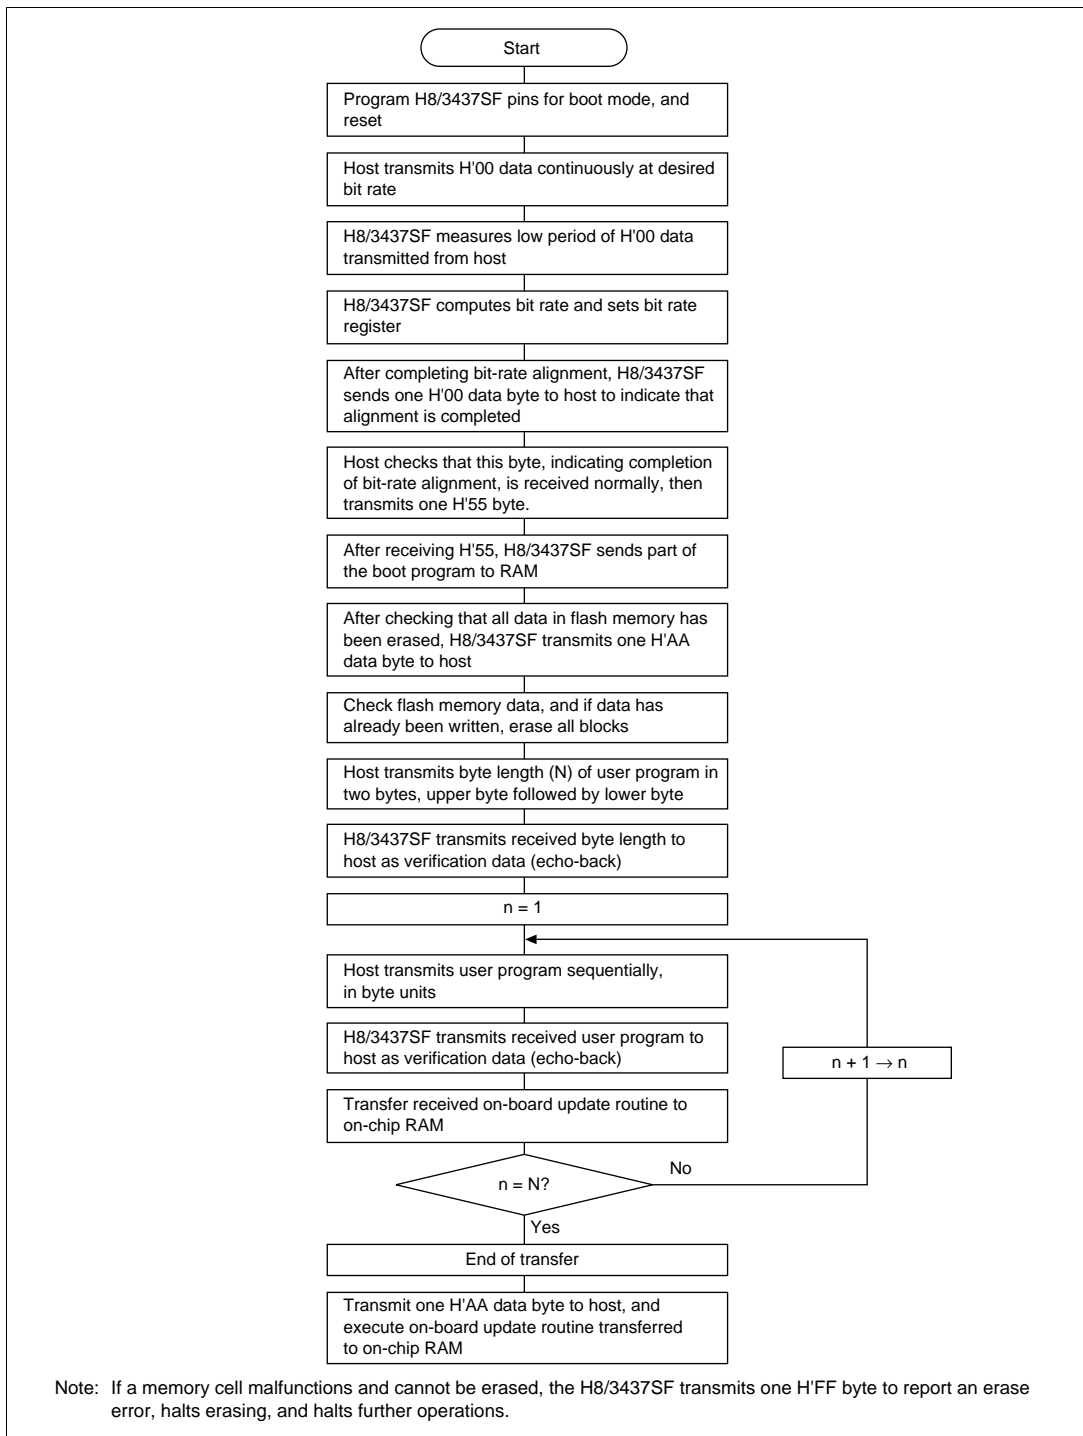 Start
Program H8/3437SF pins for boot mode, and
reset
Host transmits H'00 data continuously at desired
bit rate
H8/3437SF measures low period of H'00 data
transmitted from host
H8/3437SF computes bit rate and sets bit rate
register
After completing bit-rate alignment, H8/3437SF
sends one H'00 data byte to host to indicate that
alignment is completed
Host checks that this byte, indicating completion
of bit-rate alignment, is received normally, then
transmits one H'55 byte.
After receiving H'55, H8/3437SF sends part of
the boot program to RAM
After checking that all data in flash memory has
been erased, H8/3437SF transmits one H'AA
data byte to host
Check flash memory data, and if data has
already been written, erase all blocks
Host transmits byte length (N) of user program in
two bytes, upper byte followed by lower byte
H8/3437SF transmits received byte length to
host as verification data (echo-back)
n = 1
Host transmits user program sequentially,
in byte units
H8/3437SF transmits received user program to
host as verification data (echo-back)
n + 1 → n
Transfer received on-board update routine to
on-chip RAM
n = N?
No
Yes
End of transfer
Transmit one H'AA data byte to host, and
execute on-board update routine transferred
to on-chip RAM
Note: If a memory cell malfunctions and cannot be erased, the H8/3437SF transmits one H'FF byte to report an erase
error, halts erasing, and halts further operations.